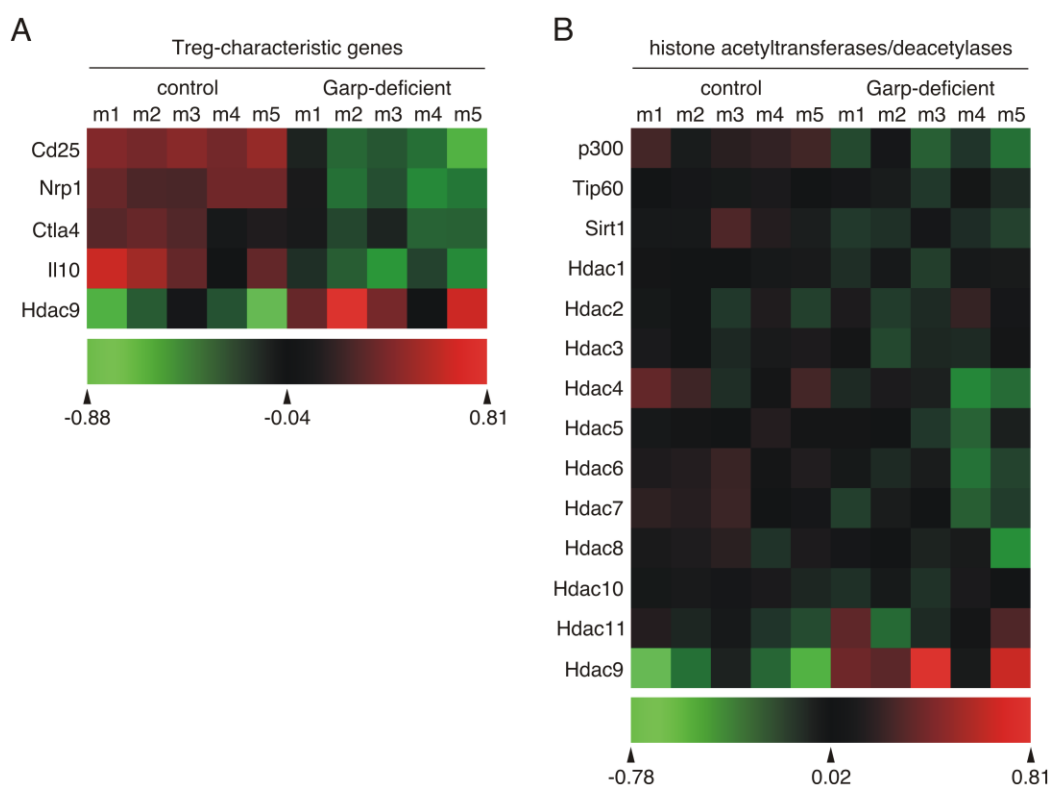 A
Treg-characteristic genes
control Garp-deficient
m1 m2 m3 m4 m5 m1 m2 m3 m4 m5
Cd25
Nrp1
Ctla4
Il10
Hdac9
-0.88 -0.04 0.81
B
histone acetyltransferases/deacetylases
control Garp-deficient
m1 m2 m3 m4 m5 m1 m2 m3 m4 m5
p300
Tip60
Sirt1
Hdac1
Hdac2
Hdac3
Hdac4
Hdac5
Hdac6
Hdac7
Hdac8
Hdac10
Hdac11
Hdac9
-0.78 0.02 0.81